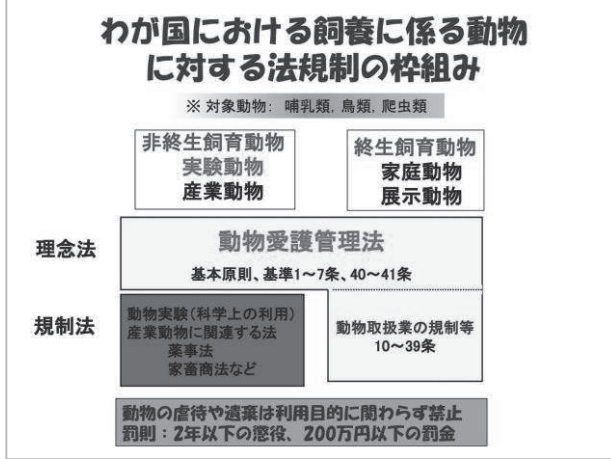 わが国における飼養に係る動物
に対する法規制の枠組み
※ 対象動物: 哺乳類, 鳥類, 爬虫類
非終生飼育動物
実験動物
産業動物
終生飼育動物
家庭動物
展示動物
理念法
動物愛護管理法
基本原則、基準1〜7条、40〜41条
規制法
動物実験(科学上の利用)
産業動物に関連する法
薬事法
家畜商法など
動物取扱業の規制等
10〜39条
動物の虐待や遺棄は利用目的に関わらず禁止
罰則:2年以下の懲役、200万円以下の罰金